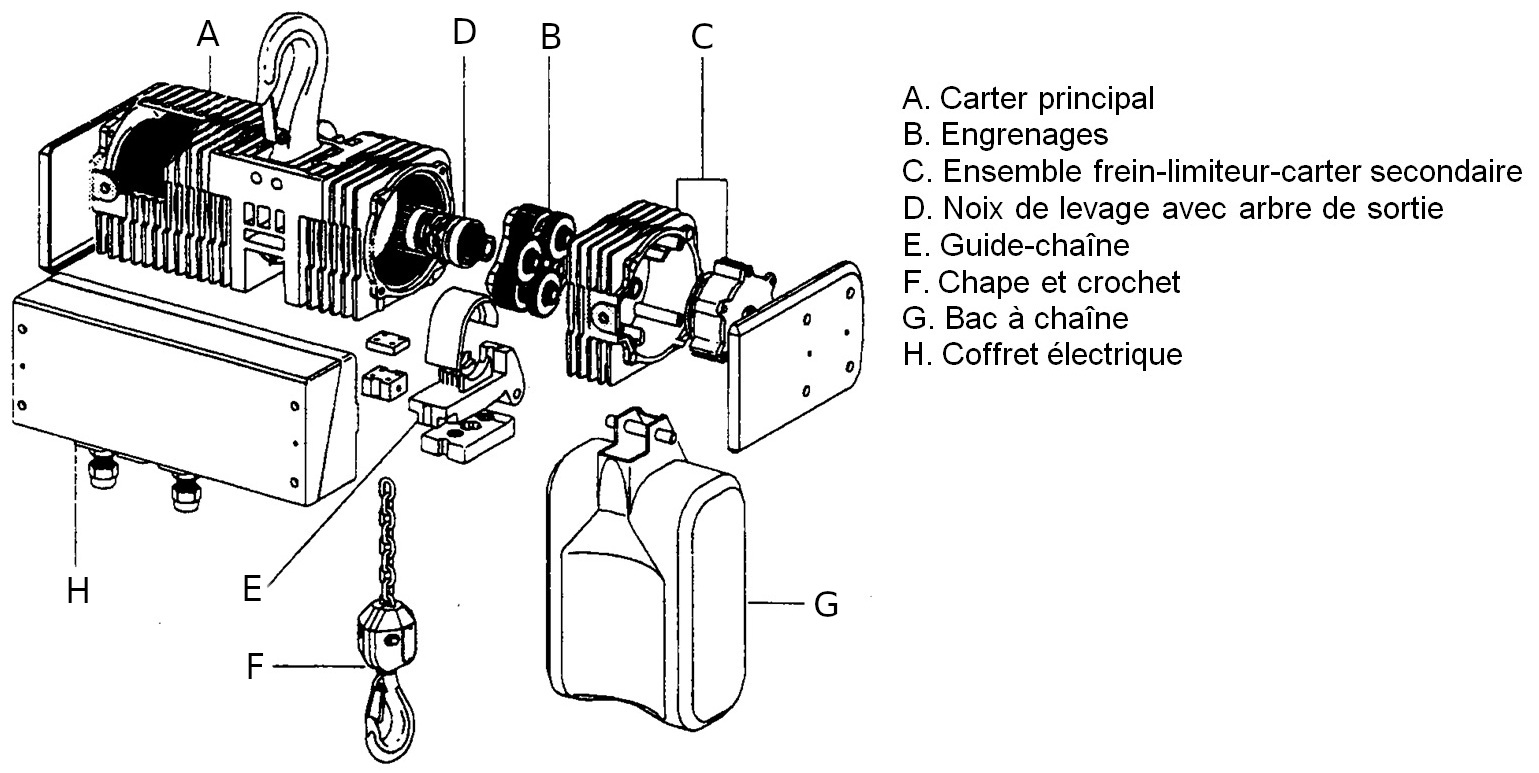 A
D
B
C
A. Carter principal
B. Engrenages
C. Ensemble frein-limiteur-carter secondaire
D. Noix de levage avec arbre de sortie
E. Guide-chaîne
F. Chape et crochet
G. Bac à chaîne
H. Coffret électrique
H
E
G
F